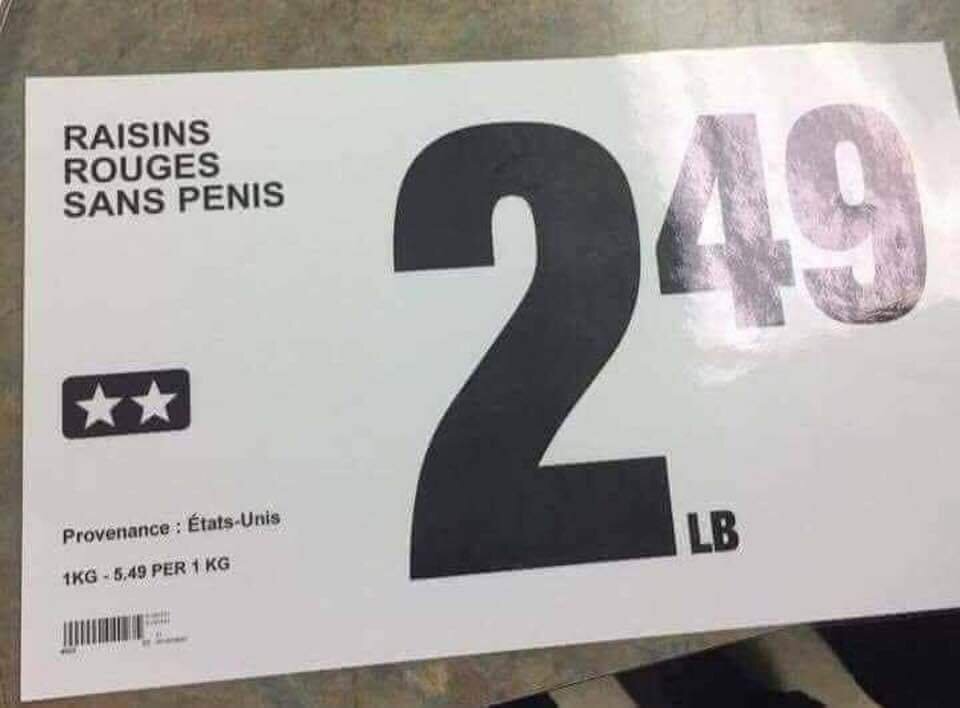 RAISINS
ROUGES
SANS PENIS
2 49
LB
Provenance : États-Unis
1KG - 5.49 PER 1 KG